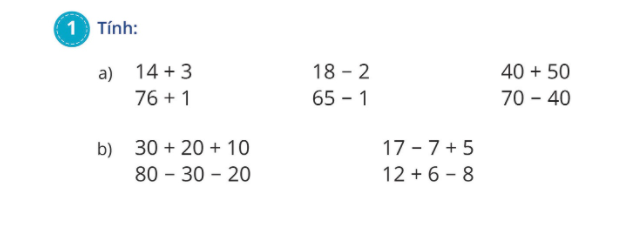 1 Tính:
a) 14 + 3 18 – 2 40 + 50
76 + 1 65 – 1 70 – 40
b) 30 + 20 + 10 17 – 7 + 5
80 – 30 – 20 12 + 6 – 8